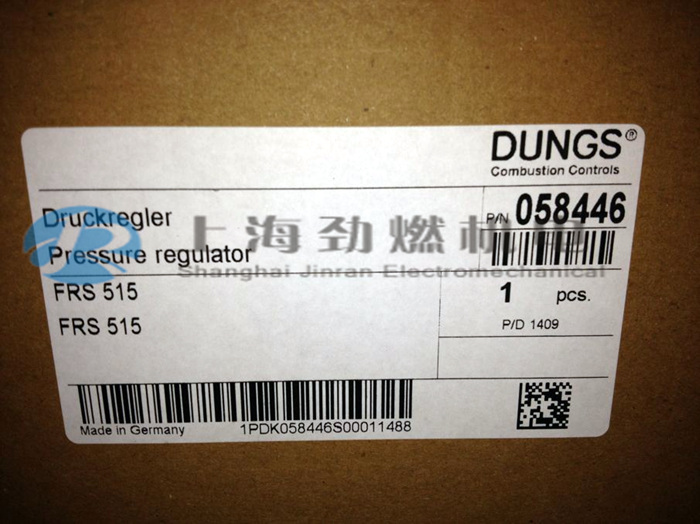 DUNGS®
Combustion Controls
Druckregler
P/N 058446
上海劲燃机电
Pressure regulator
Shanghai Jinran Electromechanical
FRS 515
1 pcs.
FRS 515
P/D 1409
Made in Germany
1PDK058446S00011488